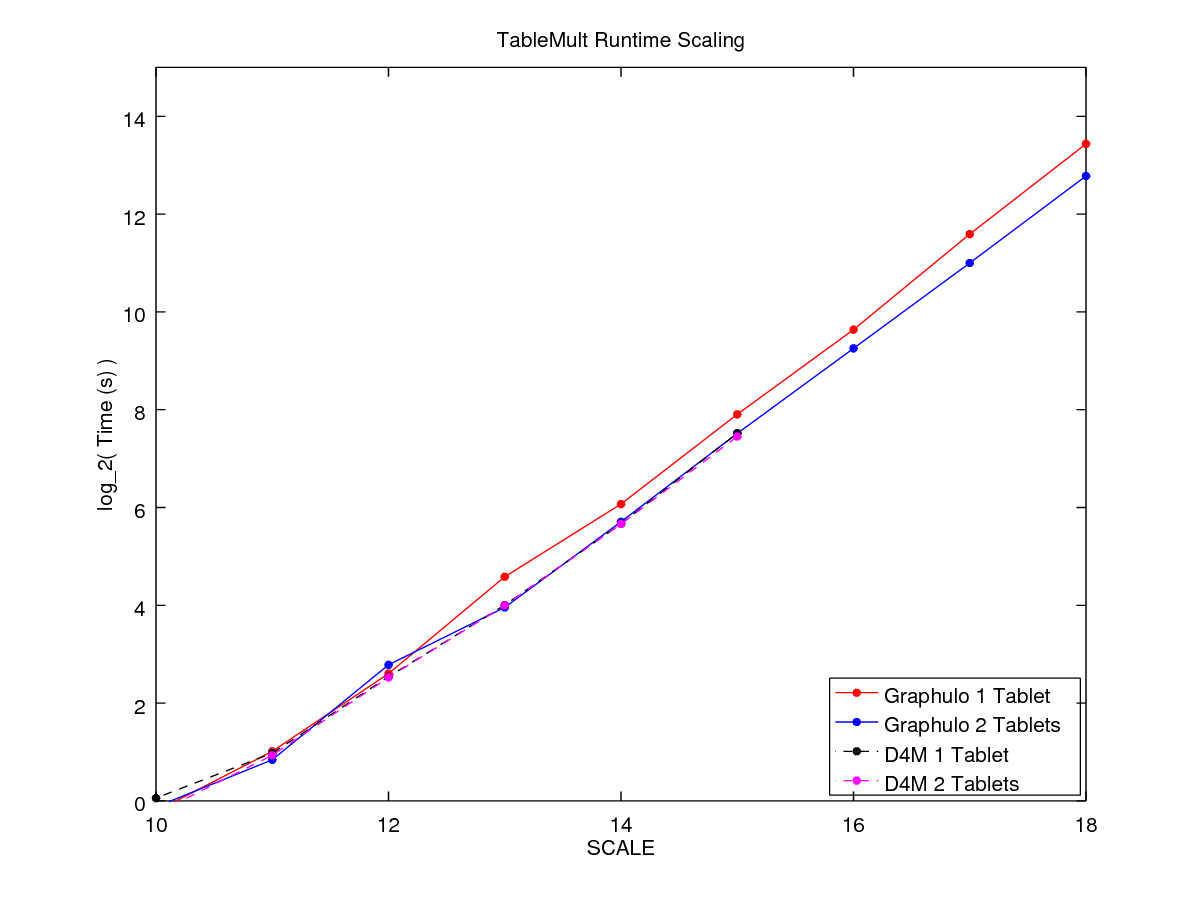 TableMult Runtime Scaling
14
12
10
8
6
4
2
0
log_2( Time (s) )
10 12 14 16 18
SCALE
Graphulo 1 Tablet
Graphulo 2 Tablets
D4M 1 Tablet
D4M 2 Tablets